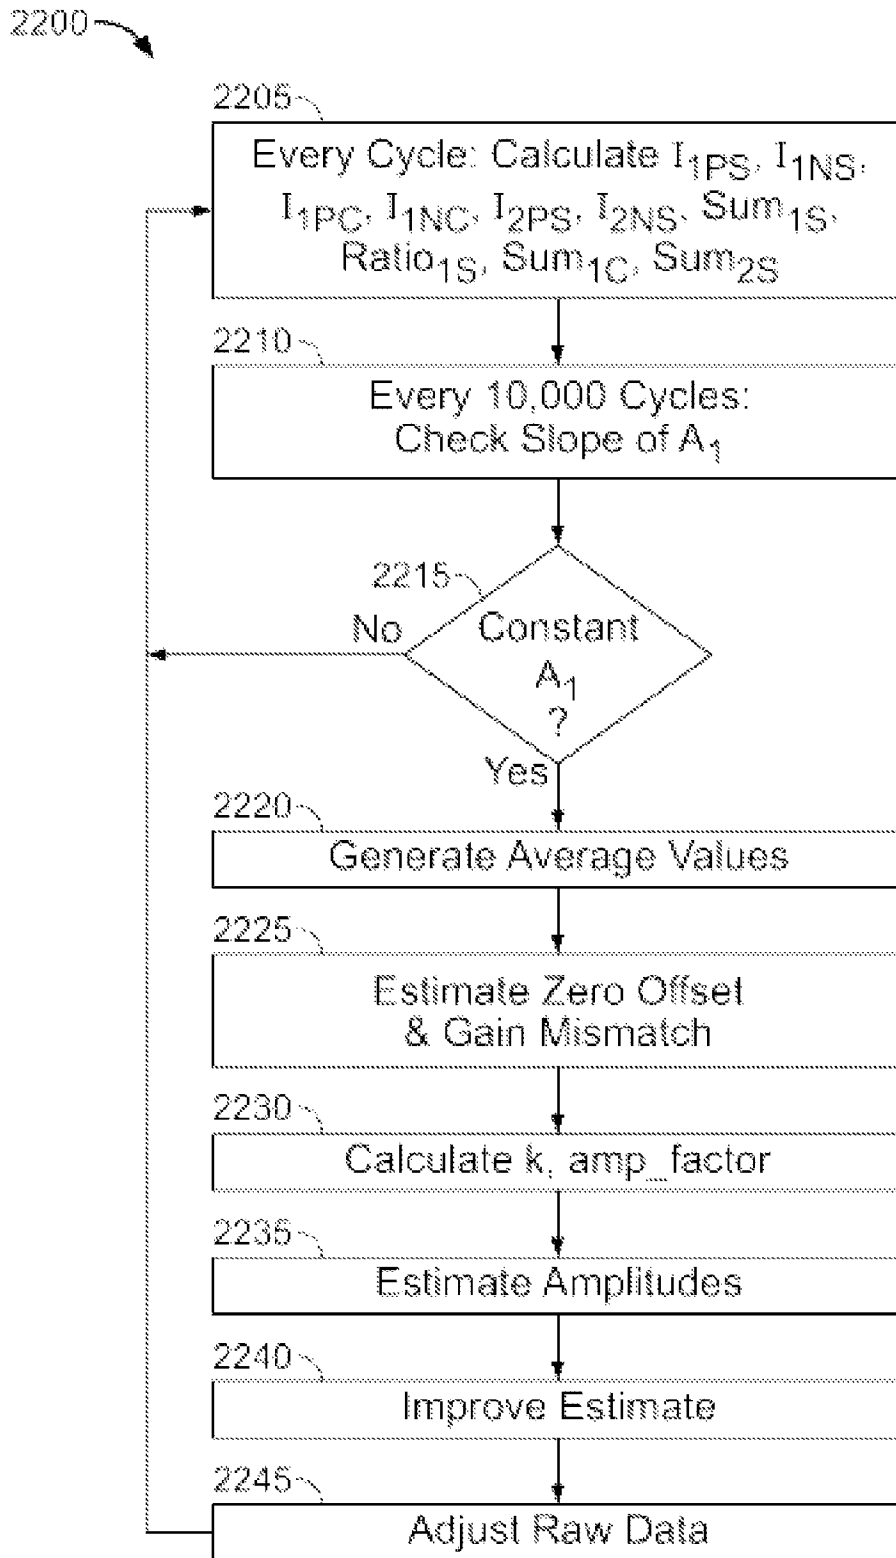 2200
2205
Every Cycle: Calculate I1PS, I1NS,
I1PC, I1NC, I2PS, I2NS, Sum1S,
Ratio1S, Sum1C, Sum2S
2210
Every 10,000 Cycles:
Check Slope of A1
2215
No
Constant
A1
?
Yes
2220
Generate Average Values
2225
Estimate Zero Offset
& Gain Mismatch
2230
Calculate k, amp_factor
2235
Estimate Amplitudes
2240
Improve Estimate
2245
Adjust Raw Data